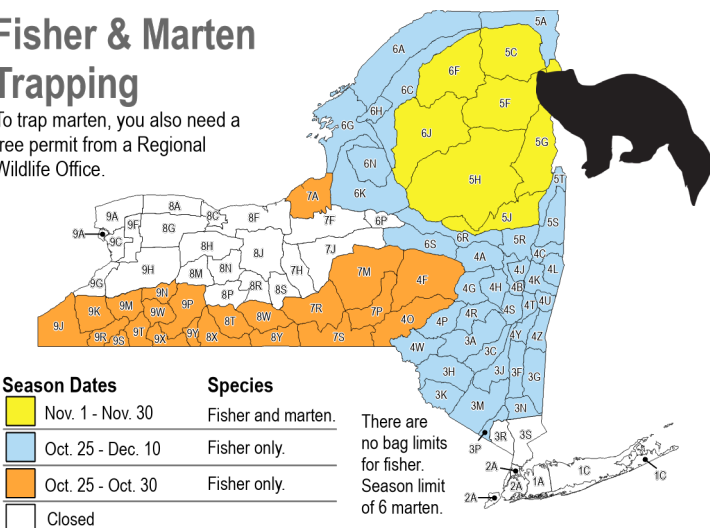 Fisher & Marten
Trapping
To trap marten, you also need a
free permit from a Regional
Wildlife Office.
5A
6A
5C
6F
6C
5F
6H
6G
6J
5G
6N
5H
5T
7A
6K
9A
8A
8C
8F
7F
6P
5J
5S
9F
8G
9A
9C
6S
6R
5R
8H
8J
7J
4A
4C
9G
9H
8M
8N
7H
7M
4F
4J
4L
4K
9N
8P
8R
8S
4G
4H
4B
9K
9M
9P
7R
7P
4R
4S
4T
4U
9J
9W
8T
8W
4O
4P
9R
9S
9T
9X
9Y
8X
8Y
7S
4W
3A
3C
4Y
4Z
3H
3J
3F
3G
3K
3M
3N
3P
3R
3S
2A
1C
1C
2A
2A
1A
Season Dates Species
Nov. 1 - Nov. 30 Fisher and marten.
Oct. 25 - Dec. 10 Fisher only.
Oct. 25 - Oct. 30 Fisher only.
Closed
There are
no bag limits
for fisher.
Season limit
of 6 marten.